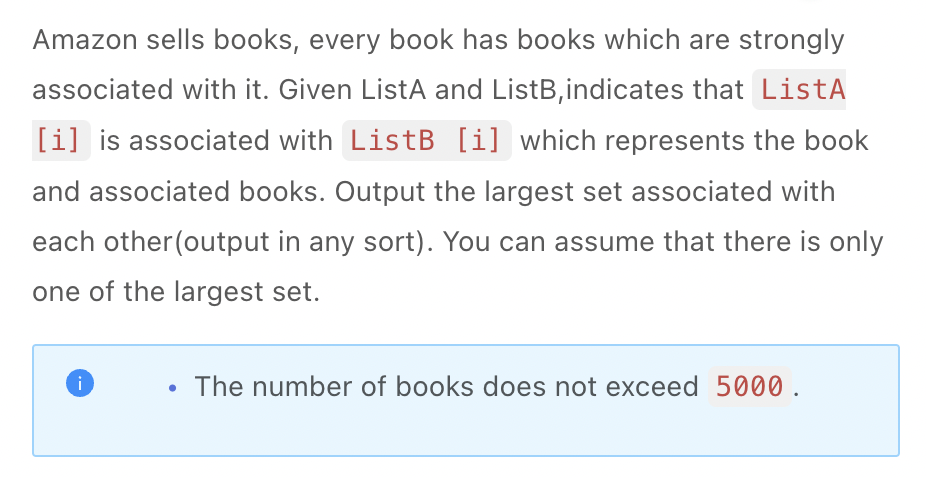 Amazon sells books, every book has books which are strongly
associated with it. Given ListA and ListB,indicates that ListA
[i] is associated with ListB [i] which represents the book
and associated books. Output the largest set associated with
each other(output in any sort). You can assume that there is only
one of the largest set.
• The number of books does not exceed 5000.